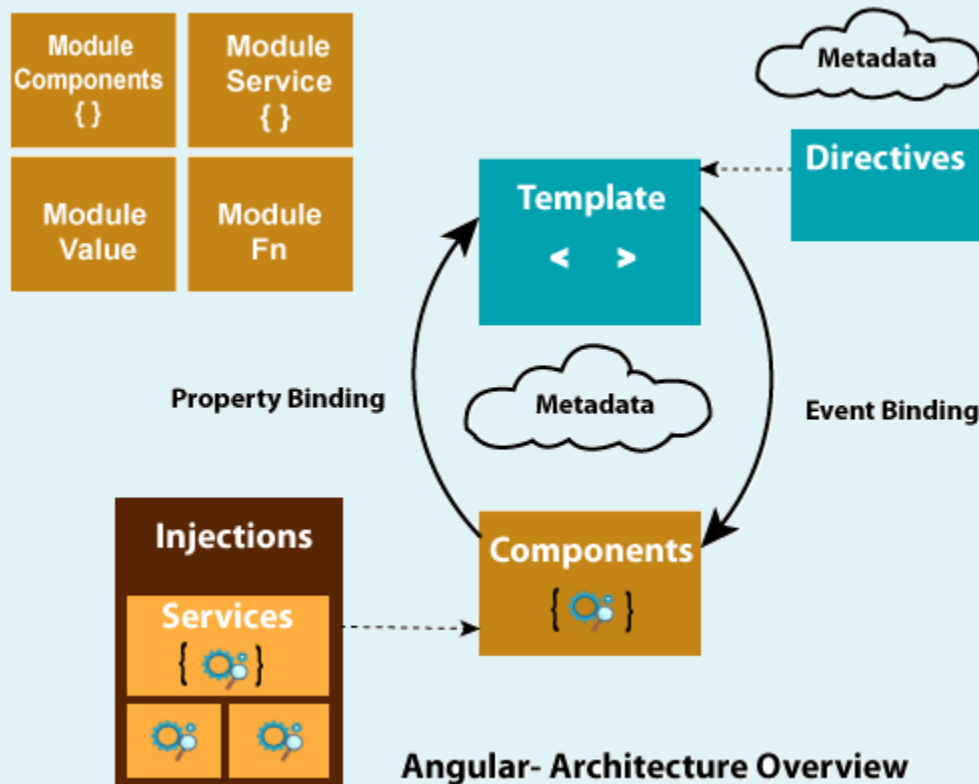 Module
Components
{ }
Module
Service
{ }
Metadata
Module
Value
Module
Fn
Directives
Template
< >
Property Binding
Metadata
Event Binding
Injections
Services
{ }
Components
{ }
Angular- Architecture Overview